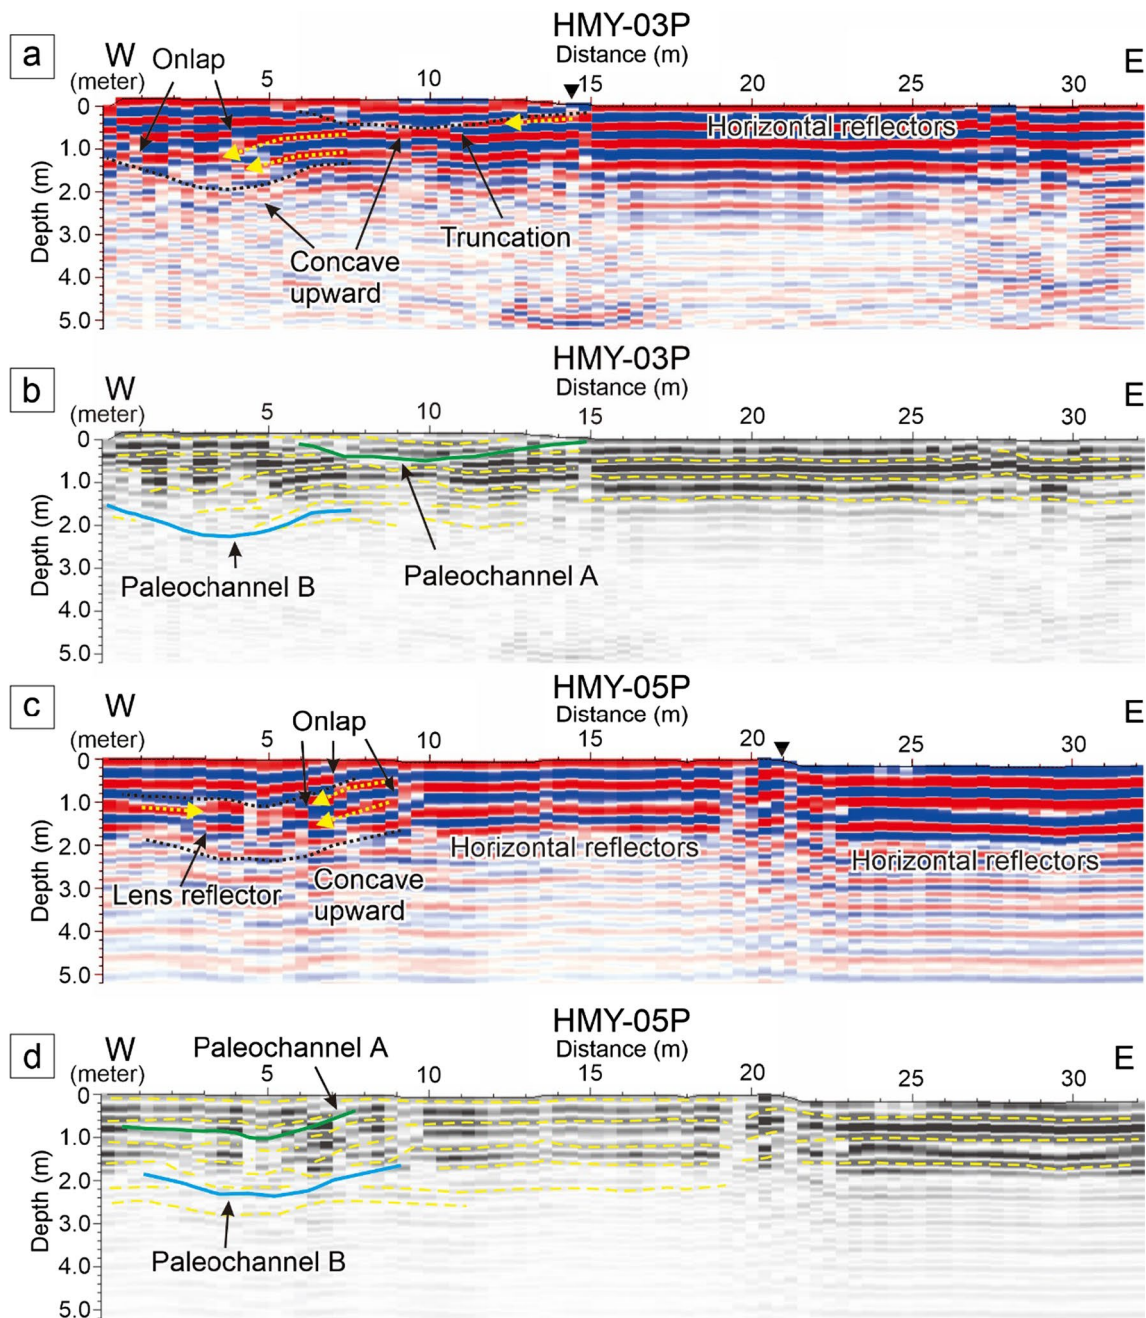 a
HMY-03P
W
Distance (m)
E
(meter)
Onlap
5 10 15 20 25 30
0
1.0
2.0
3.0
4.0
5.0
Depth (m)
Horizontal reflectors
Truncation
Concave
upward
b
HMY-03P
W
Distance (m)
E
(meter)
5 10 15 20 25 30
0
1.0
2.0
3.0
4.0
5.0
Depth (m)
Paleochannel B
Paleochannel A
c
HMY-05P
W
Distance (m)
E
(meter)
Onlap
5 10 15 20 25 30
0
1.0
2.0
3.0
4.0
5.0
Depth (m)
Horizontal reflectors
Horizontal reflectors
Lens reflector
Concave
upward
d
HMY-05P
W
Paleochannel A
Distance (m)
E
(meter)
5 10 15 20 25 30
0
1.0
2.0
3.0
4.0
5.0
Depth (m)
Paleochannel B